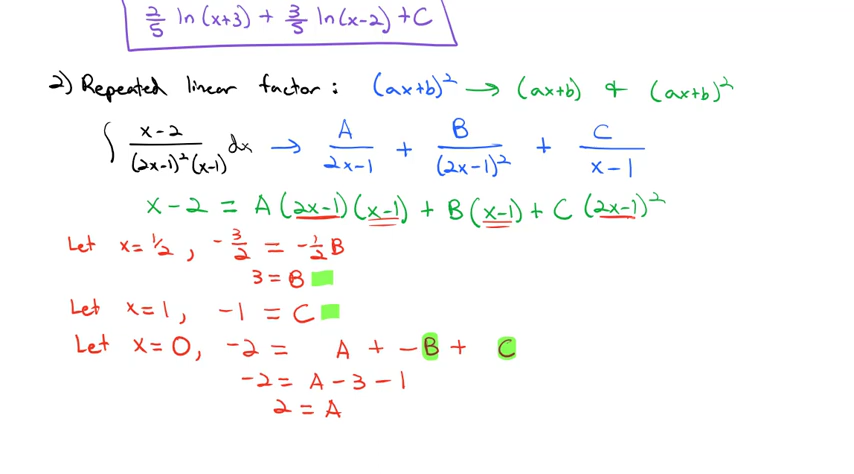 2/5 ln(x+3) + 3/5 ln(x-2) + C
2) Repeated linear factor: (ax+b)² → (ax+b) & (ax+b)²
∫ (x-2)/((2x-1)²(x-1)) dx → A/(2x-1) + B/(2x-1)² + C/(x-1)
x-2 = A(2x-1)(x-1) + B(x-1) + C(2x-1)²
Let x=1/2, -3/2 = -1/2 B
3 = B
Let x=1, -1 = C
Let x=0, -2 = A + -B + C
-2 = A - 3 - 1
2 = A